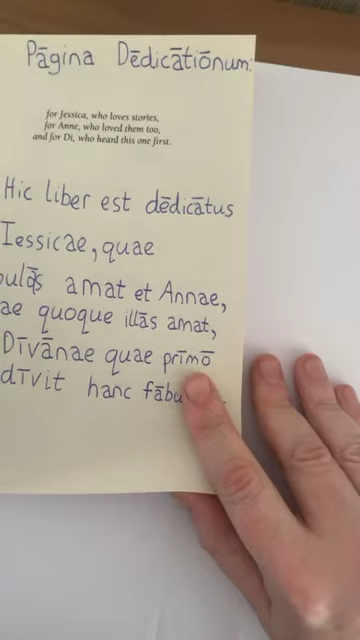 Pāgina Dēdicātiōnum:
for Jessica, who loves stories,
for Anne, who loved them too,
and for Di, who heard this one first.
Hic liber est dēdicātus
Iessicae, quae
amat et Annae,
quoque illās amat,
Dīvānae quae prīmō
hanc